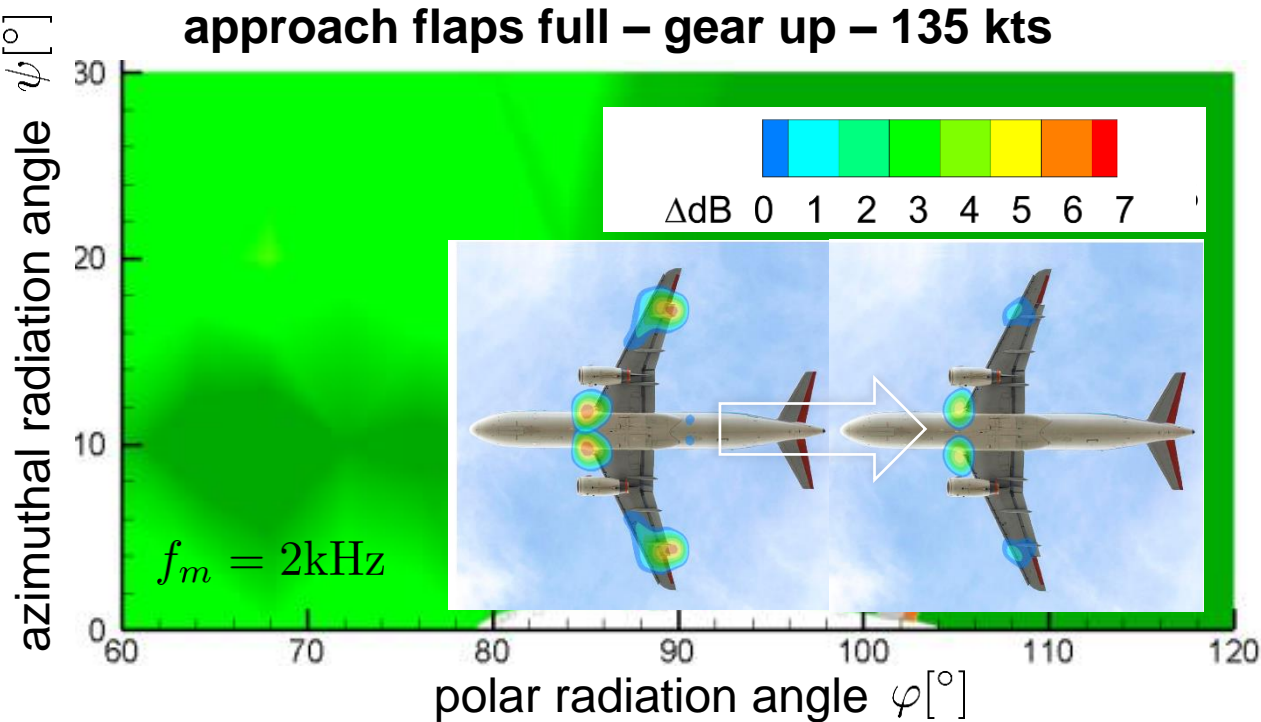 approach flaps full – gear up – 135 kts
azimuthal radiation angle ψ[°]
30
20
10
0
ΔdB 0 1 2 3 4 5 6 7
f_m = 2kHz
60 70 80 90 100 110 120
polar radiation angle φ[°]